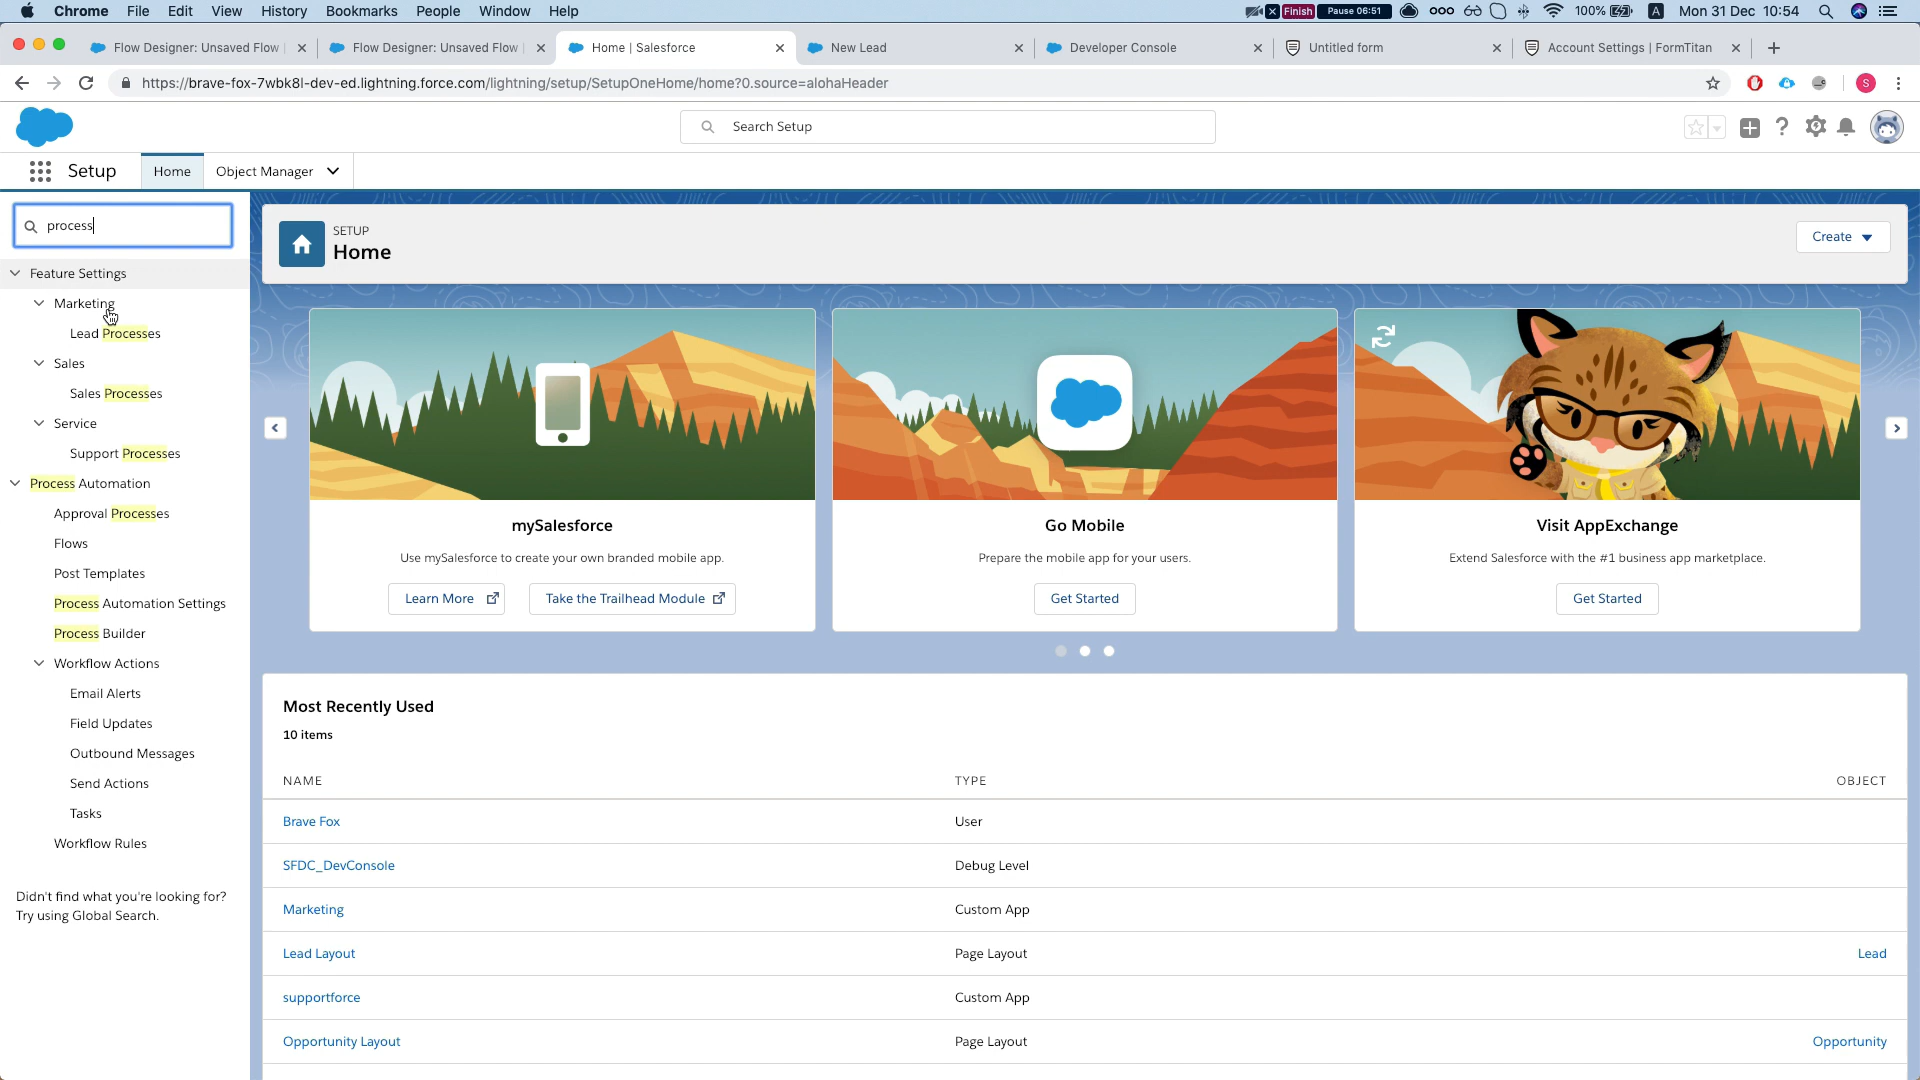 Chrome File Edit View History Bookmarks People Window Help
Finish Pause 06:51 100% A Mon 31 Dec 10:54
Flow Designer: Unsaved Flow
Flow Designer: Unsaved Flow
Home | Salesforce
New Lead
Developer Console
Untitled form
Account Settings | FormTitan
https://brave-fox-7wbk8l-dev-ed.lightning.force.com/lightning/setup/SetupOneHome/home?0.source=alohaHeader
S
Search Setup
Setup Home Object Manager
process
Feature Settings
Marketing
Lead Processes
Sales
Sales Processes
Service
Support Processes
Process Automation
Approval Processes
Flows
Post Templates
Process Automation Settings
Process Builder
Workflow Actions
Email Alerts
Field Updates
Outbound Messages
Send Actions
Tasks
Workflow Rules
Didn't find what you're looking for?
Try using Global Search.
SETUP
Home
Create
mySalesforce
Use mySalesforce to create your own branded mobile app.
Learn More
Take the Trailhead Module
Go Mobile
Prepare the mobile app for your users.
Get Started
Visit AppExchange
Extend Salesforce with the #1 business app marketplace.
Get Started
Most Recently Used
10 items
NAME TYPE OBJECT
Brave Fox User
SFDC_DevConsole Debug Level
Marketing Custom App
Lead Layout Page Layout Lead
supportforce Custom App
Opportunity Layout Page Layout Opportunity